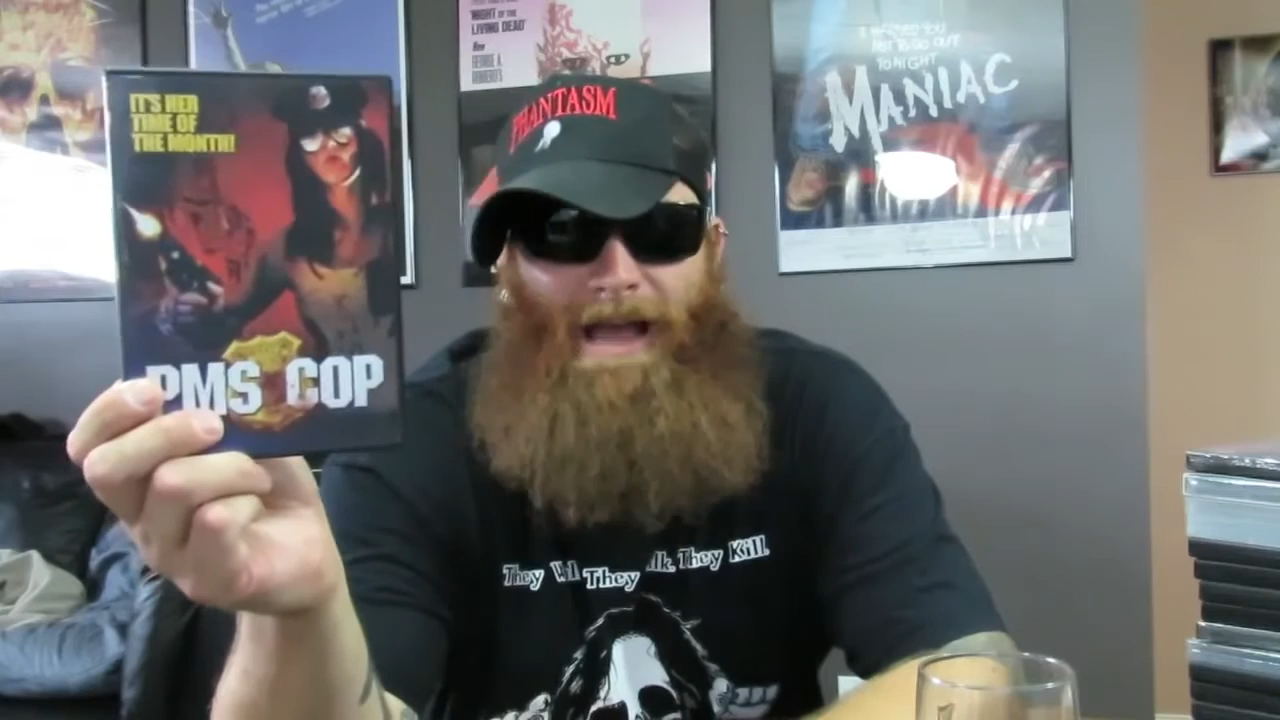 IT'S HER
TIME OF
THE MONTH!
PMS COP
"NIGHT OF THE
LIVING DEAD"
GEORGE A.
PHANTASM
I WARNED YOU
NOT TO GO OUT
TONIGHT
MANIAC
They They Kill.